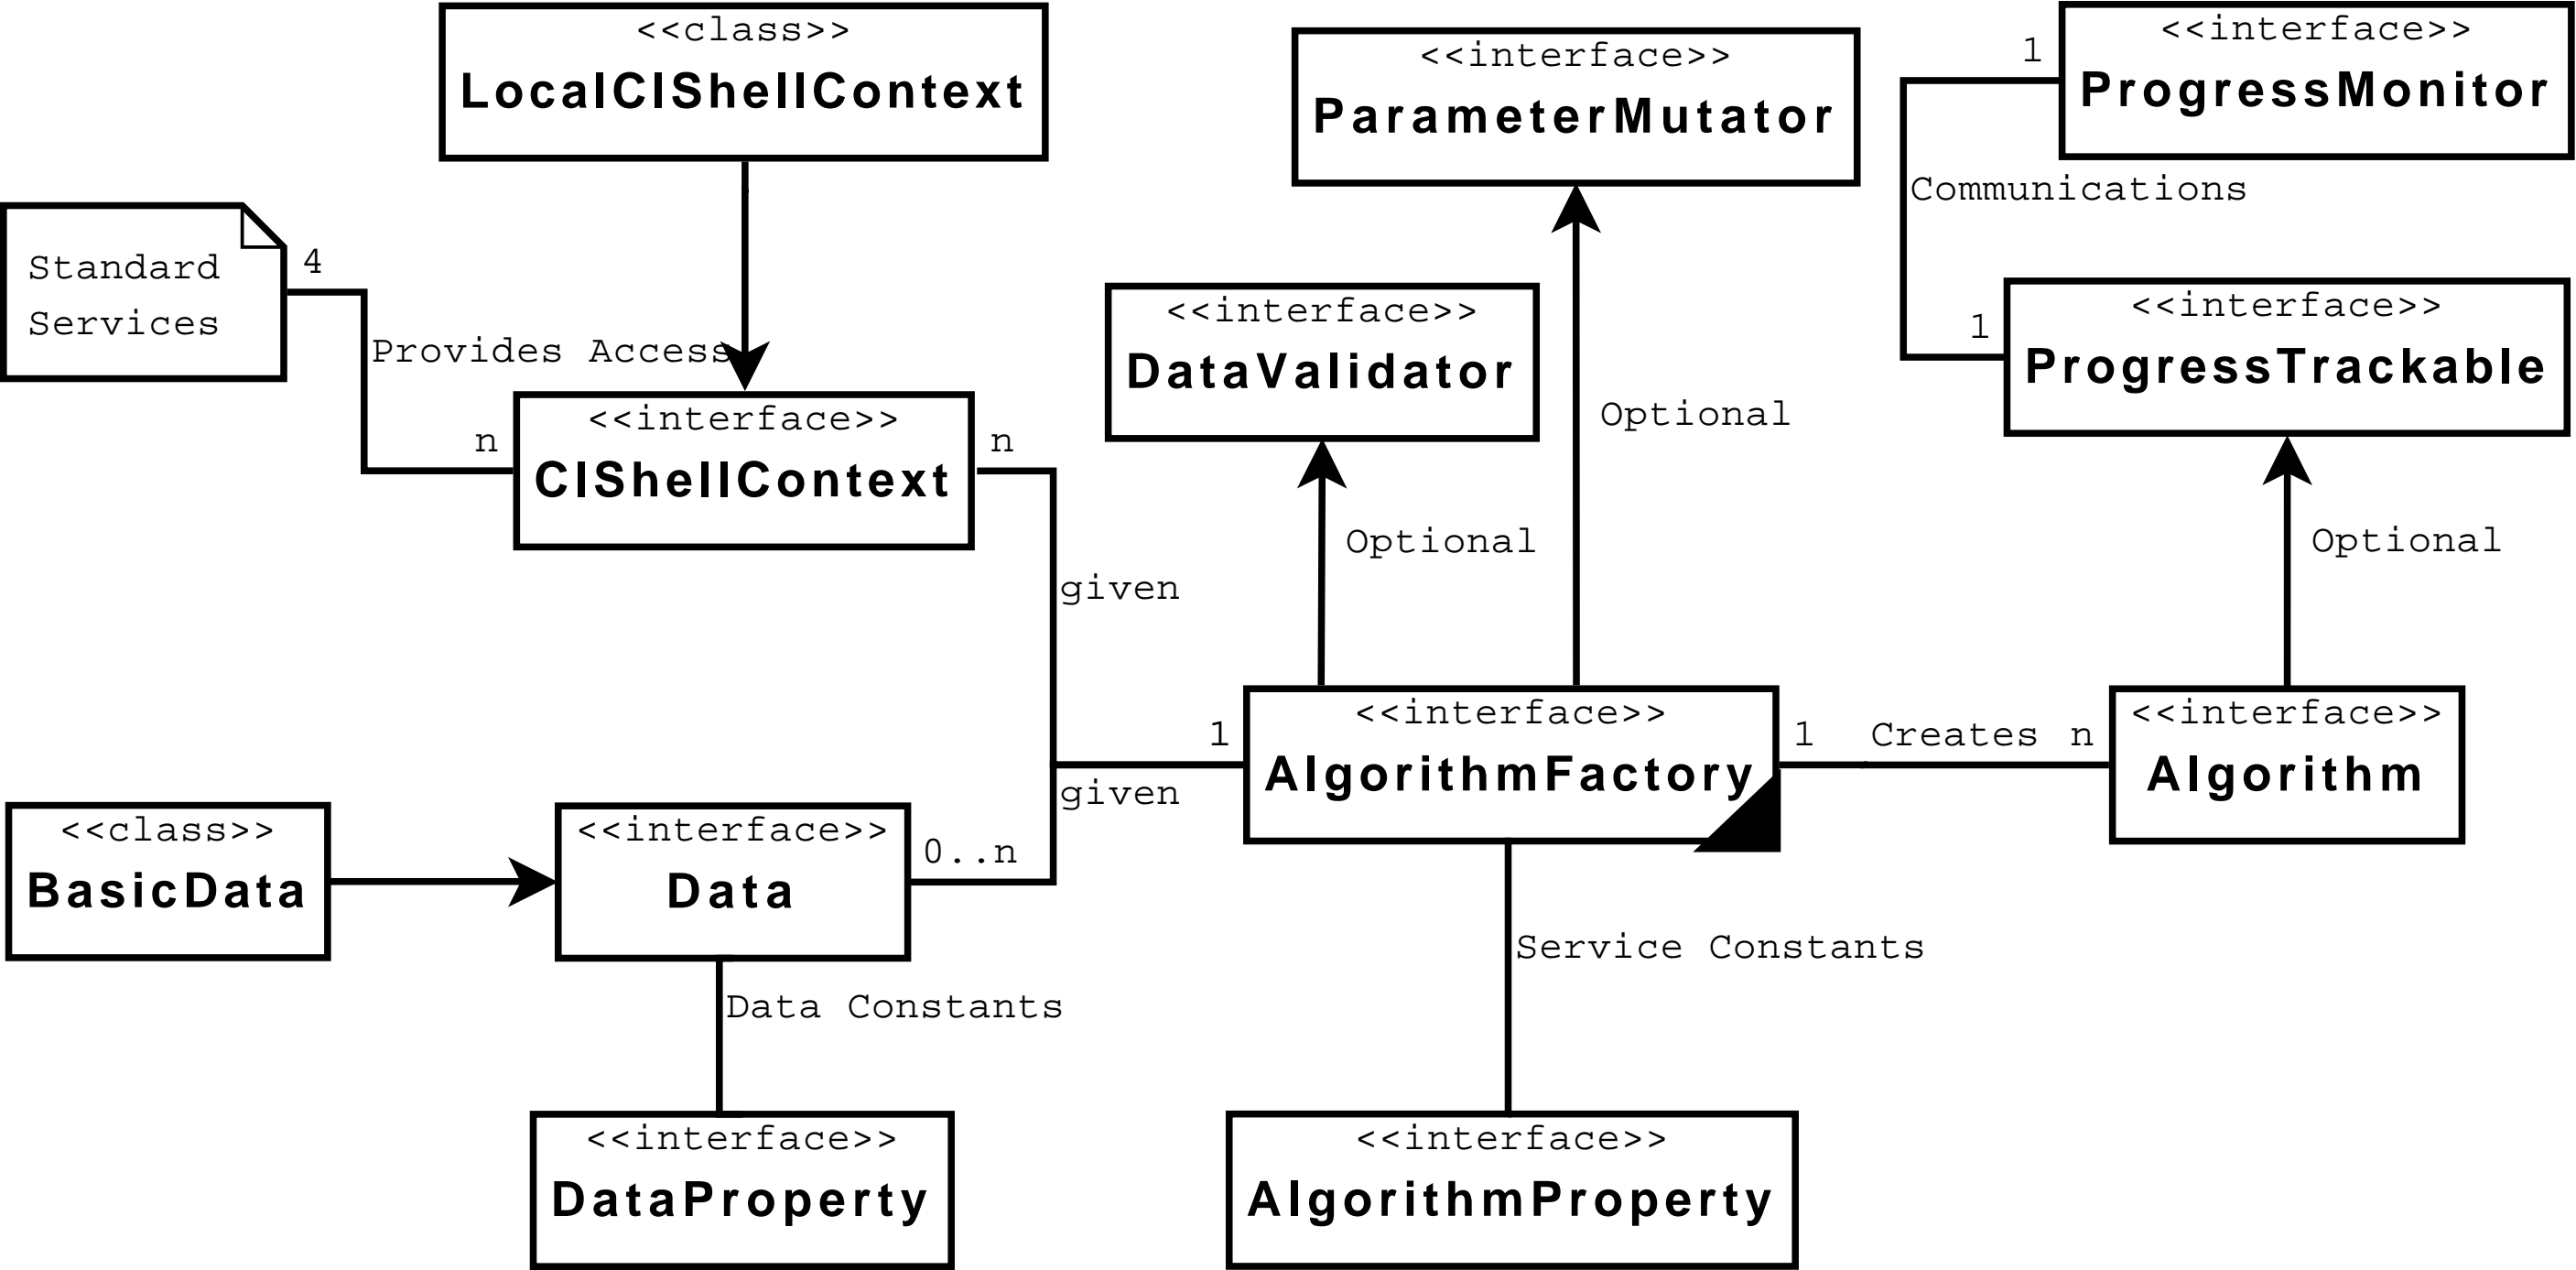 <<class>>
LocalCIShellContext
<<interface>>
ParameterMutator
<<interface>>
ProgressMonitor
1
Communications
Standard
Services
4
Provides Access
<<interface>>
DataValidator
<<interface>>
ProgressTrackable
1
<<interface>>
CIShellContext
n
n
Optional
Optional
Optional
given
<<interface>>
AlgorithmFactory
1
1
Creates
n
<<interface>>
Algorithm
given
<<class>>
BasicData
<<interface>>
Data
0..n
Service Constants
Data Constants
<<interface>>
DataProperty
<<interface>>
AlgorithmProperty